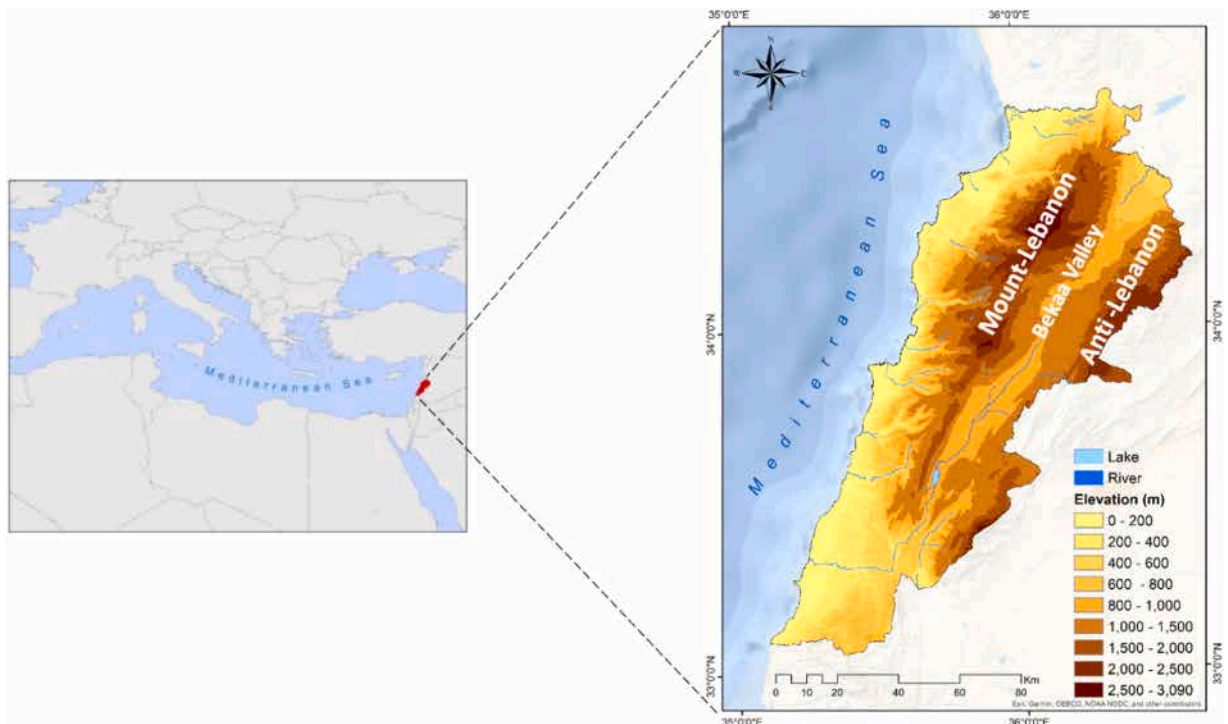 Mediterranean Sea
35°0'0"E
36°0'0"E
N
W
E
S
Mediterranean Sea
Mount-Lebanon
Bekaa Valley
Anti-Lebanon
34°0'0"N
34°0'0"N
Lake
River
Elevation (m)
0 - 200
200 - 400
400 - 600
600 - 800
800 - 1,000
1,000 - 1,500
1,500 - 2,000
2,000 - 2,500
2,500 - 3,090
33°0'0"N
33°0'0"N
0 20 40 60 80 Km
Esri, Garmin, GEBCO, NOAA NGDC, and other contributors
35°0'0"E
36°0'0"E